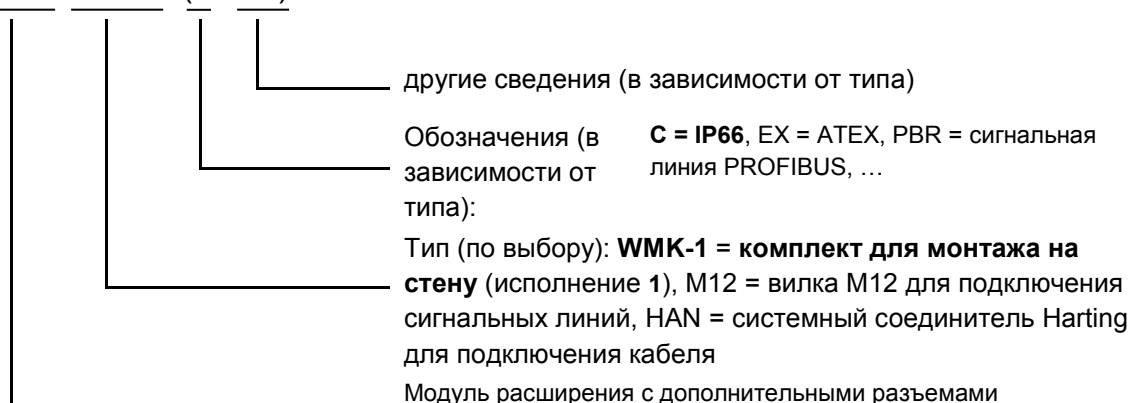 другие сведения (в зависимости от типа)
Обозначения (в зависимости от типа):
C = IP66, EX = ATEX, PBR = сигнальная линия PROFIBUS, …
Тип (по выбору): WMK-1 = комплект для монтажа на
стену (исполнение 1), M12 = вилка M12 для подключения
сигнальных линий, HAN = системный соединитель Harting
для подключения кабеля
Модуль расширения с дополнительными разъемами